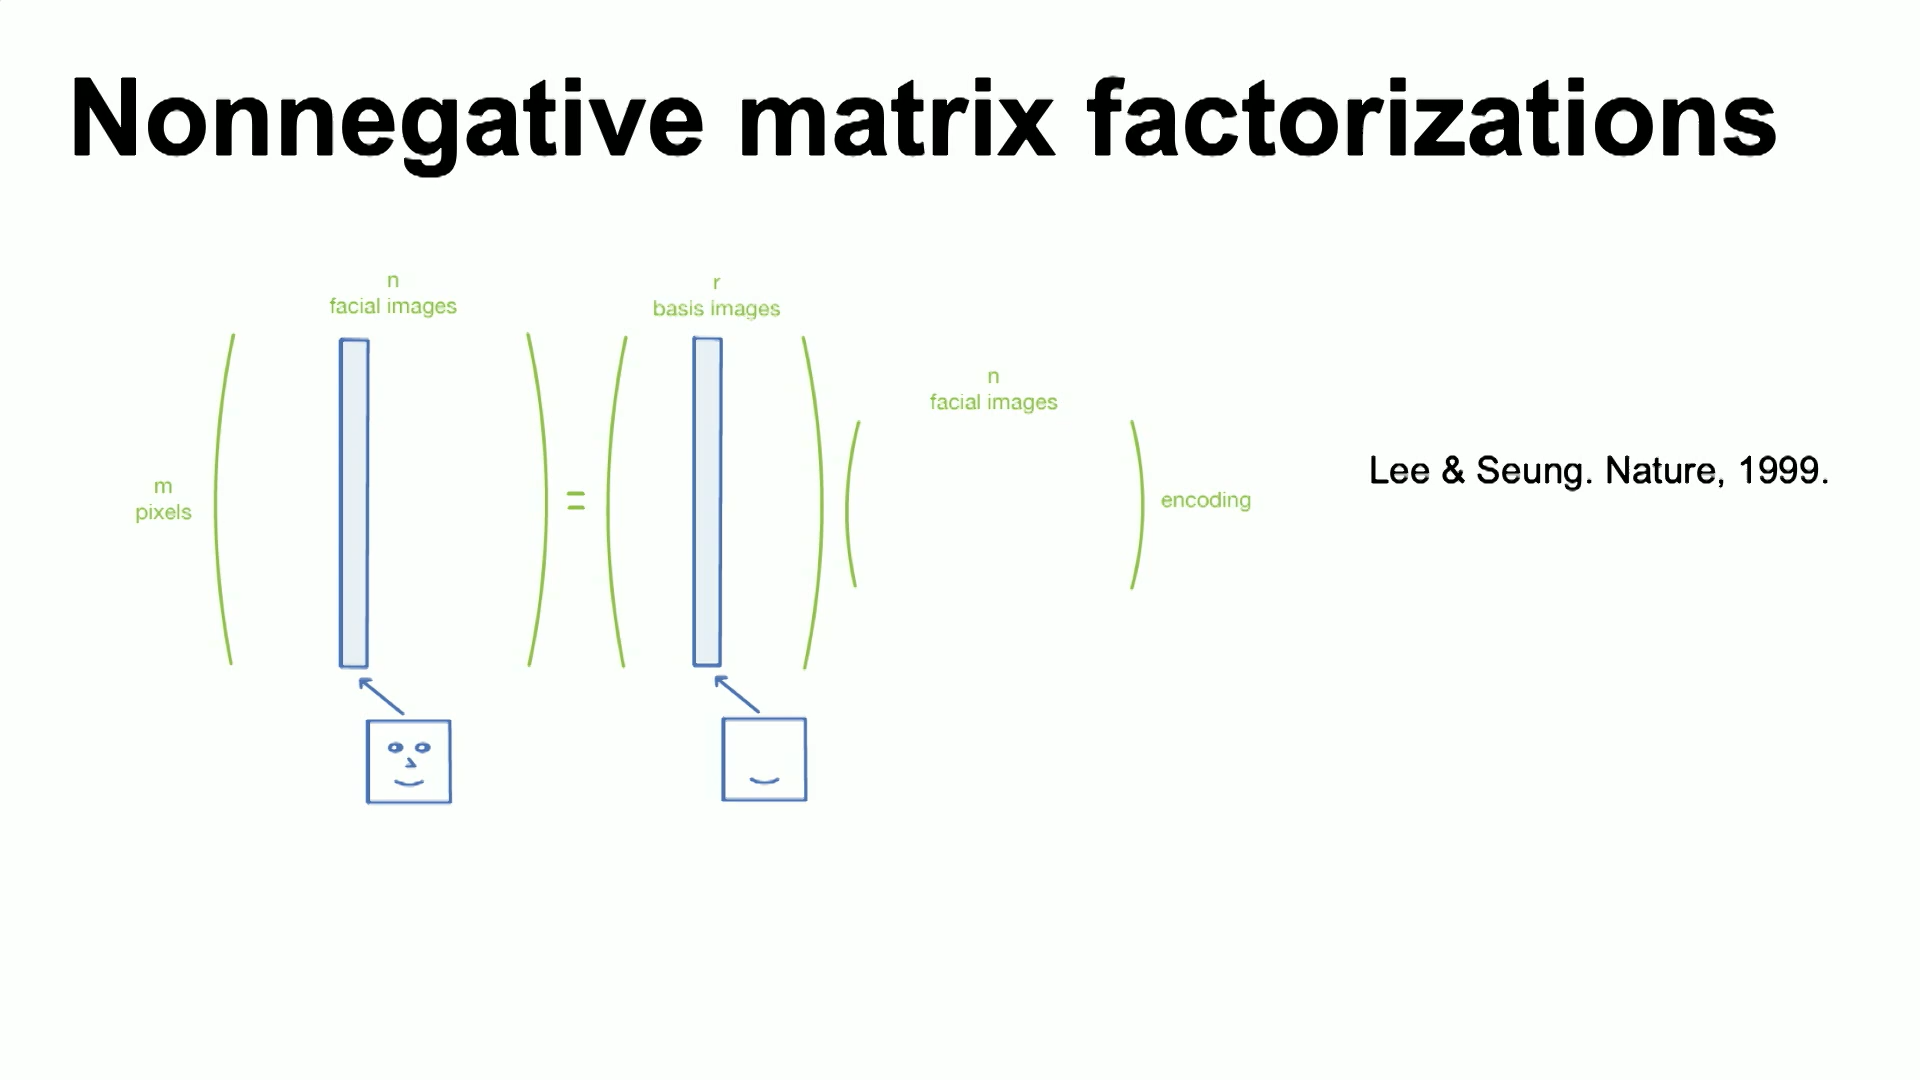 Nonnegative matrix factorizations
n
facial images
r
basis images
n
facial images
m
pixels
=
encoding
Lee & Seung. Nature, 1999.